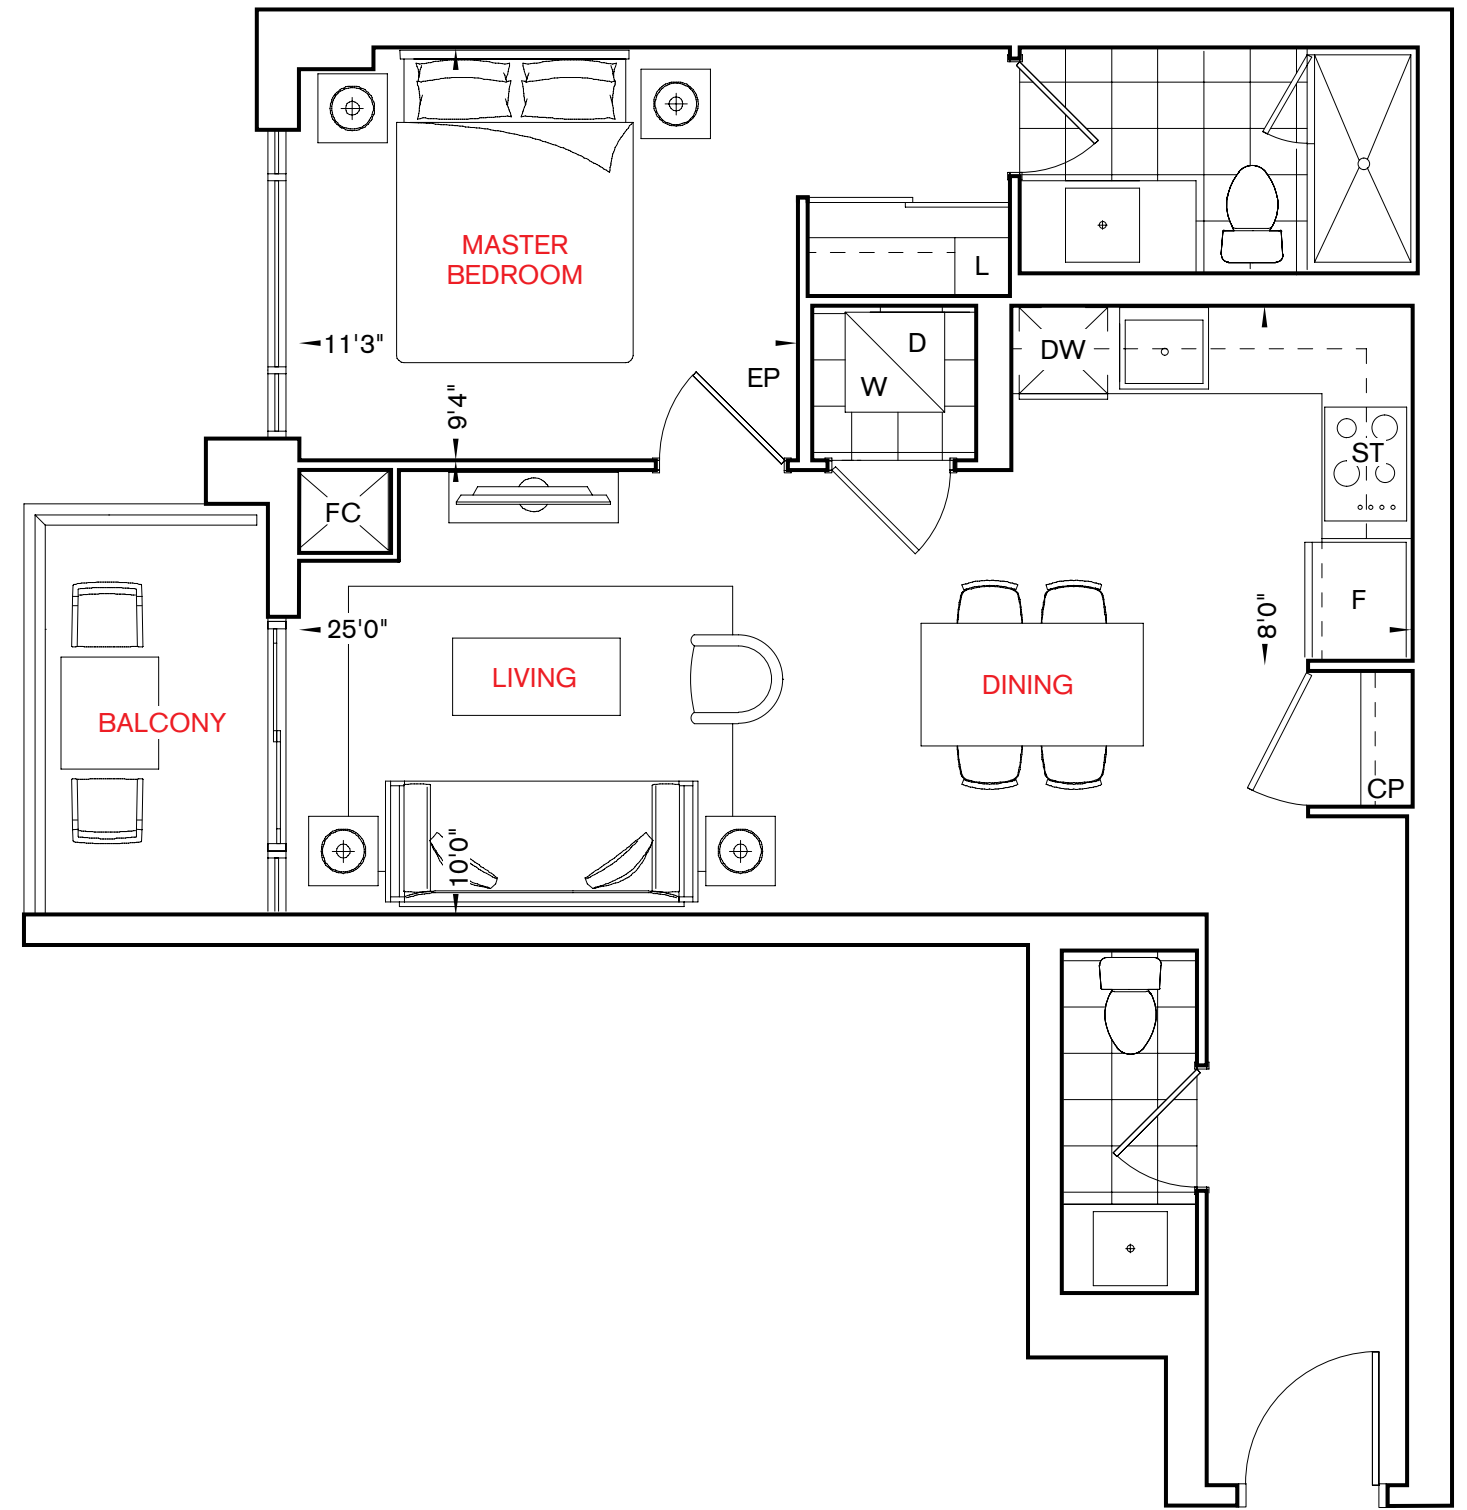 MASTER
BEDROOM
L
11'3"
EP
D
W
DW
9'4"
ST
FC
F
25'0"
8'0"
LIVING
DINING
BALCONY
CP
10'0"